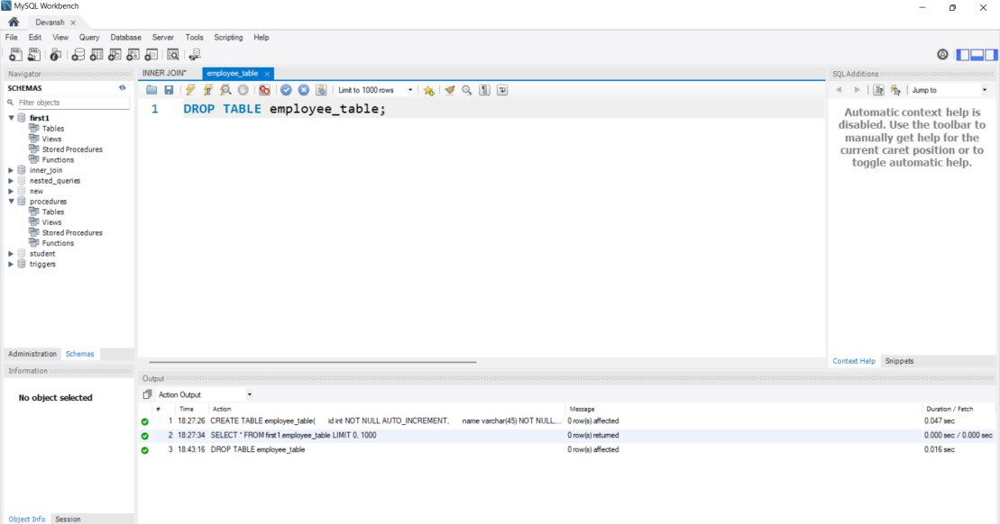 MySQL Workbench
Devansh
File Edit View Query Database Server Tools Scripting Help
Navigator
SCHEMAS
Filter objects
first1
Tables
Views
Stored Procedures
Functions
inner_join
nested_queries
new
procedures
Tables
Views
Stored Procedures
Functions
student
triggers
Administration Schemas
Information
No object selected
Object Info Session
INNER JOIN* employee_table
Limit to 1000 rows
1 DROP TABLE employee_table;
SQLAdditions
Jump to
Automatic context help is
disabled. Use the toolbar to
manually get help for the
current caret position or to
toggle automatic help.
Context Help Snippets
Output
Action Output
# Time Action Message Duration / Fetch
1 18:27:26 CREATE TABLE employee_table( id int NOT NULL AUTO_INCREMENT, name varchar(45) NOT NULL,... 0 row(s) affected 0.047 sec
2 18:27:34 SELECT * FROM first1.employee_table LIMIT 0, 1000 0 row(s) returned 0.000 sec / 0.000 sec
3 18:43:16 DROP TABLE employee_table 0 row(s) affected 0.016 sec